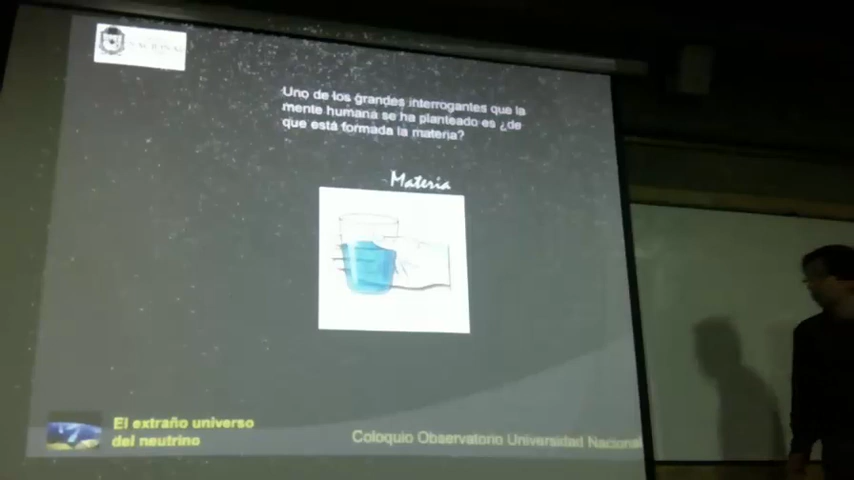 NACIONAL
Uno de los grandes interrogantes que la
mente humana se ha planteado es ¿de
que está formada la materia?
Materia
El extraño universo
del neutrino
Coloquio Observatorio Universidad Nacional